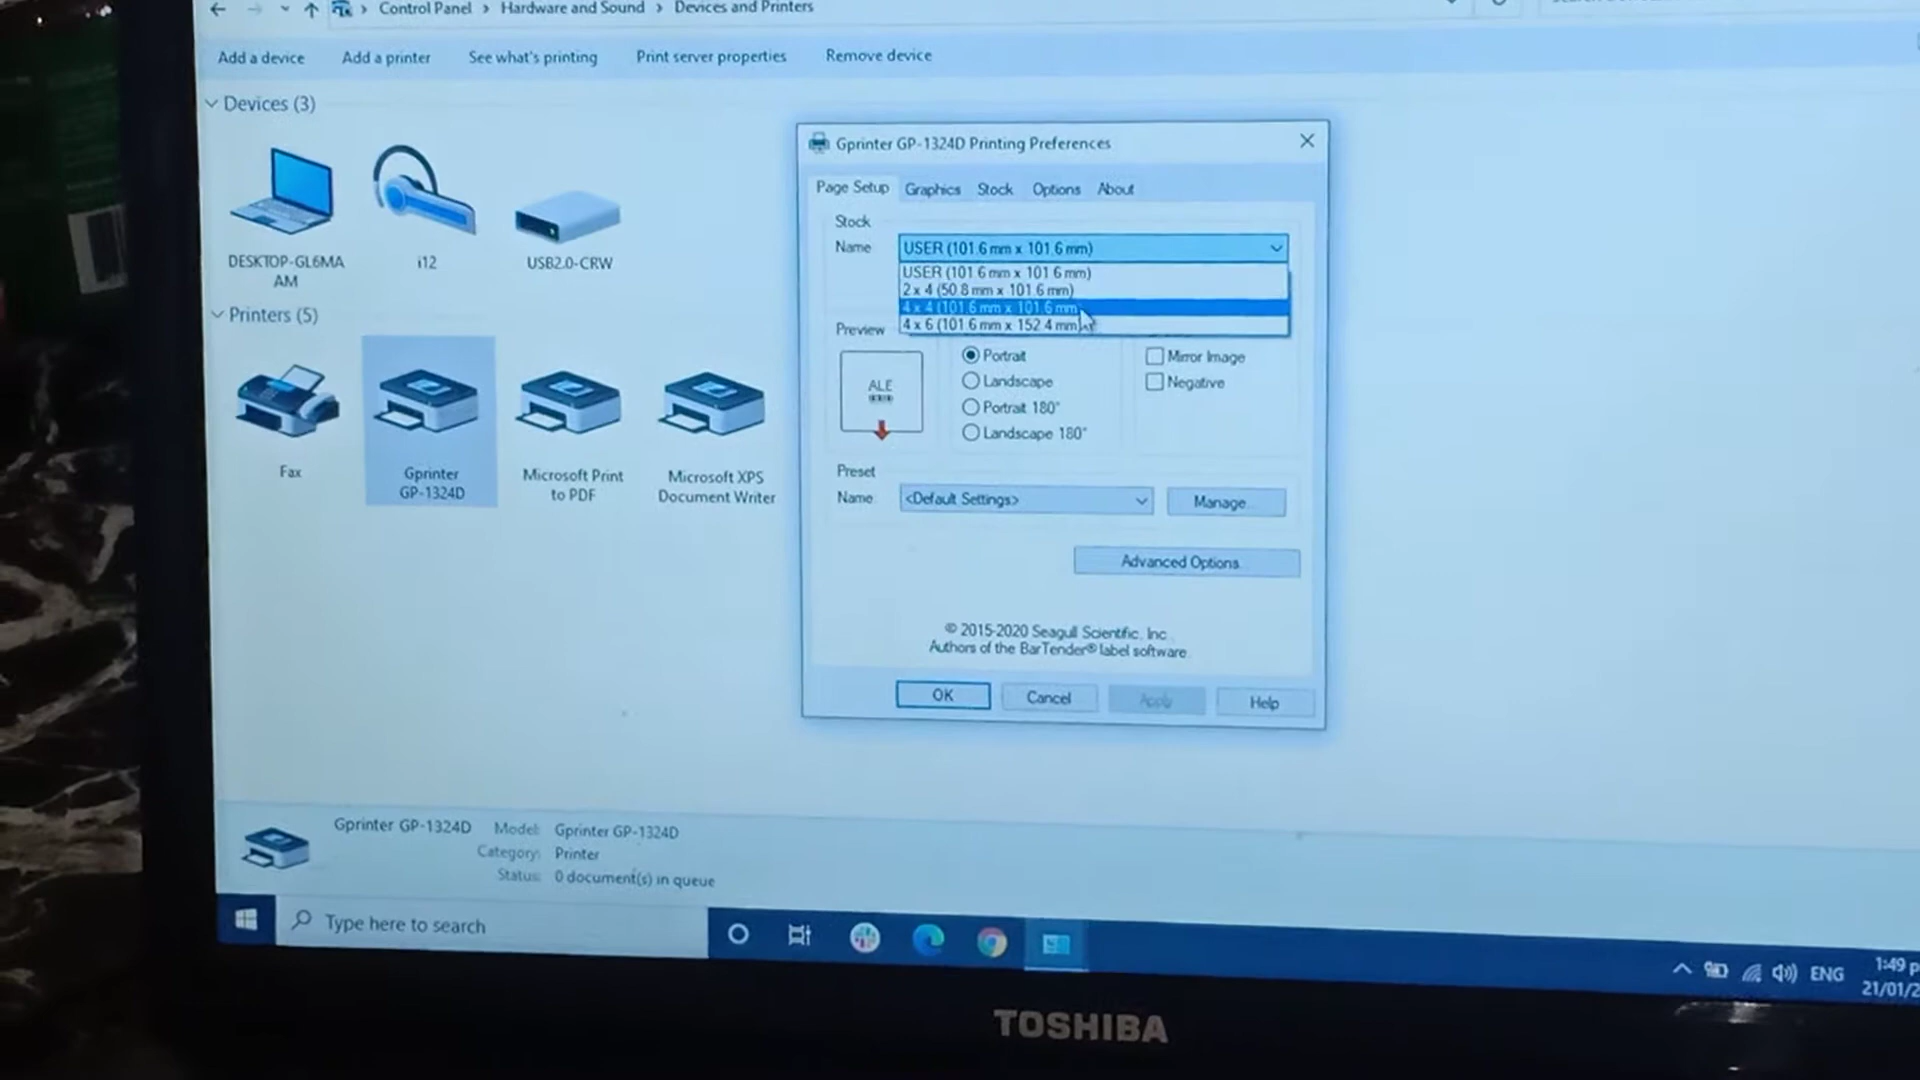 Control Panel > Hardware and Sound > Devices and Printers
Add a device Add a printer See what's printing Print server properties Remove device
Devices (3)
DESKTOP-GL6MA
AM
i12
USB2.0-CRW
Printers (5)
Fax
Gprinter
GP-1324D
Microsoft Print
to PDF
Microsoft XPS
Document Writer
Gprinter GP-1324D Printing Preferences
Page Setup Graphics Stock Options About
Stock
Name USER (101.6 mm x 101.6 mm)
USER (101.6 mm x 101.6 mm)
2 x 4 (50.8 mm x 101.6 mm)
4 x 4 (101.6 mm x 101.6 mm)
4 x 6 (101.6 mm x 152.4 mm)
Preview
ALE
Portrait
Landscape
Portrait 180°
Landscape 180°
Mirror Image
Negative
Preset
Name <Default Settings> Manage...
Advanced Options...
© 2015-2020 Seagull Scientific, Inc.
Authors of the BarTender® label software.
OK Cancel Apply Help
Gprinter GP-1324D Model: Gprinter GP-1324D
Category: Printer
Status: 0 document(s) in queue
Type here to search
ENG
1:49 p
21/01/2
TOSHIBA